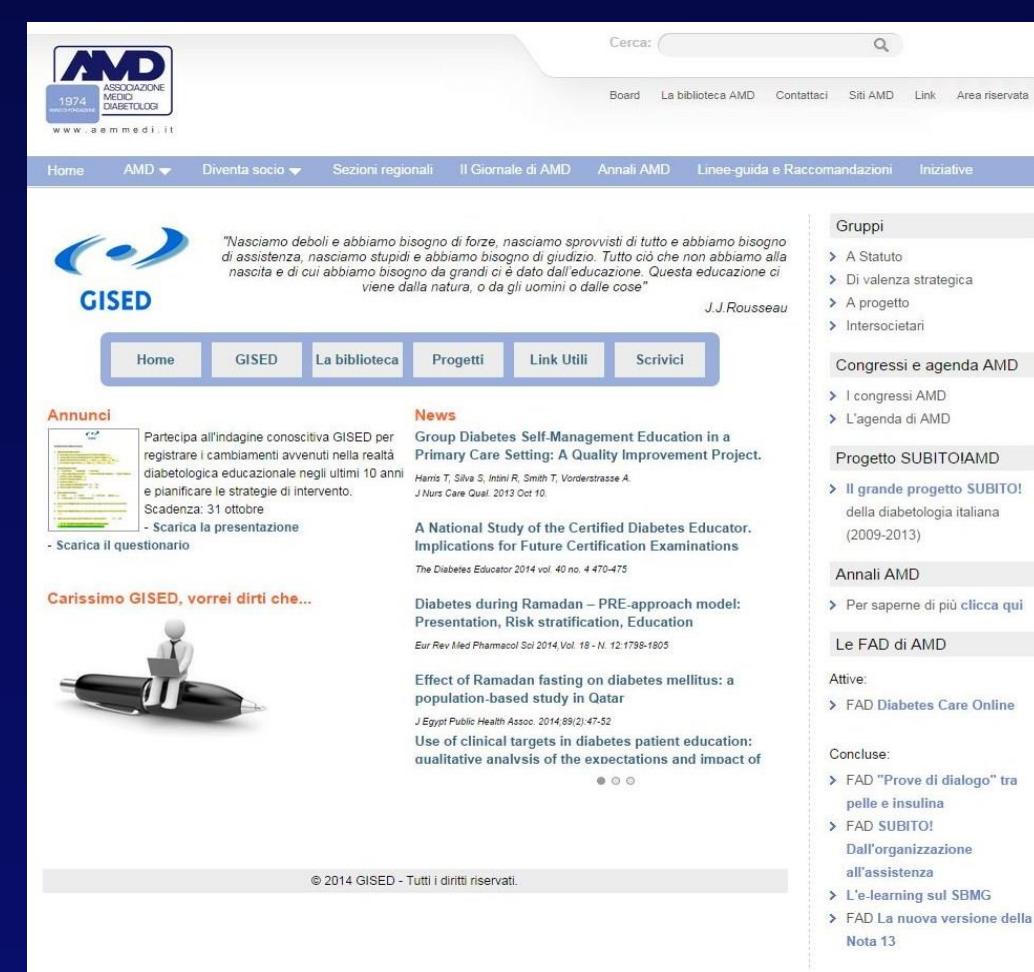 Cerca:
AMD
ASSOCIAZIONE
MEDICI
DIABETOLOGI
1974
ANNO DI FONDAZIONE
www.aemmedi.it
Board La biblioteca AMD Contattaci Siti AMD Link Area riservata
Home AMD Diventa socio Sezioni regionali Il Giornale di AMD Annali AMD Linee-guida e Raccomandazioni Iniziative
GISED
"Nasciamo deboli e abbiamo bisogno di forze, nasciamo sprovvisti di tutto e abbiamo bisogno
di assistenza, nasciamo stupidi e abbiamo bisogno di giudizio. Tutto ciò che non abbiamo alla
nascita e di cui abbiamo bisogno da grandi ci è dato dall'educazione. Questa educazione ci
viene dalla natura, o da gli uomini o dalle cose"
J.J.Rousseau
Home GISED La biblioteca Progetti Link Utili Scrivici
Annunci
Partecipa all'indagine conoscitiva GISED per
registrare i cambiamenti avvenuti nella realtà
diabetologica educazionale negli ultimi 10 anni
e pianificare le strategie di intervento.
Scadenza: 31 ottobre
- Scarica la presentazione
- Scarica il questionario
Carissimo GISED, vorrei dirti che...
News
Group Diabetes Self-Management Education in a
Primary Care Setting: A Quality Improvement Project.
Harris T, Silva S, Intini R, Smith T, Vorderstrasse A.
J Nurs Care Qual. 2013 Oct 10.
A National Study of the Certified Diabetes Educator.
Implications for Future Certification Examinations
The Diabetes Educator 2014 vol. 40 no. 4 470-475
Diabetes during Ramadan – PRE-approach model:
Presentation, Risk stratification, Education
Eur Rev Med Pharmacol Sci 2014,Vol. 18 - N. 12:1798-1805
Effect of Ramadan fasting on diabetes mellitus: a
population-based study in Qatar
J Egypt Public Health Assoc. 2014;89(2):47-52
Use of clinical targets in diabetes patient education:
qualitative analysis of the expectations and impact of
© 2014 GISED - Tutti i diritti riservati.
Gruppi
A Statuto
Di valenza strategica
A progetto
Intersocietari
Congressi e agenda AMD
I congressi AMD
L'agenda di AMD
Progetto SUBITO!AMD
Il grande progetto SUBITO!
della diabetologia italiana
(2009-2013)
Annali AMD
Per saperne di più clicca qui
Le FAD di AMD
Attive:
FAD Diabetes Care Online
Concluse:
FAD "Prove di dialogo" tra
pelle e insulina
FAD SUBITO!
Dall'organizzazione
all'assistenza
L'e-learning sul SBMG
FAD La nuova versione della
Nota 13